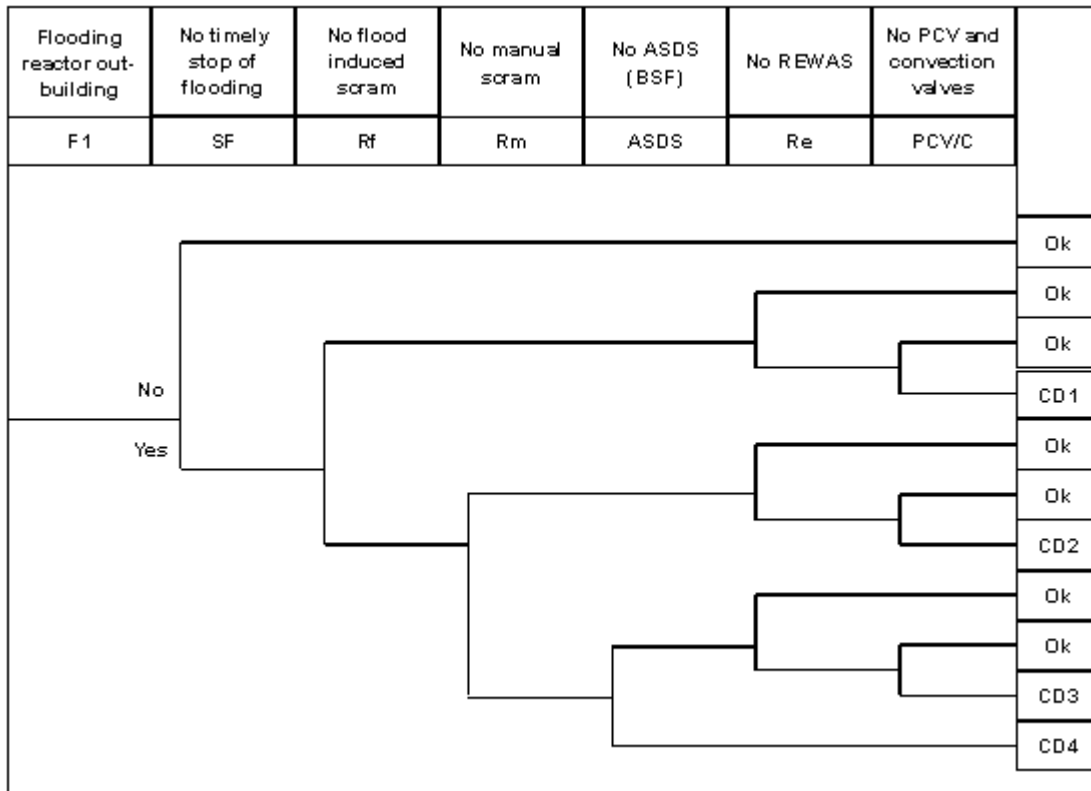 Flooding
reactor out-
building
No timely
stop of
flooding
No flood
induced
scram
No manual
scram
No ASDS
(BSF)
No REWAS
No PCV and
convection
valves
F1
SF
Rf
Rm
ASDS
Re
PCV/C
Ok
Ok
Ok
No
CD1
Yes
Ok
Ok
CD2
Ok
Ok
CD3
CD4